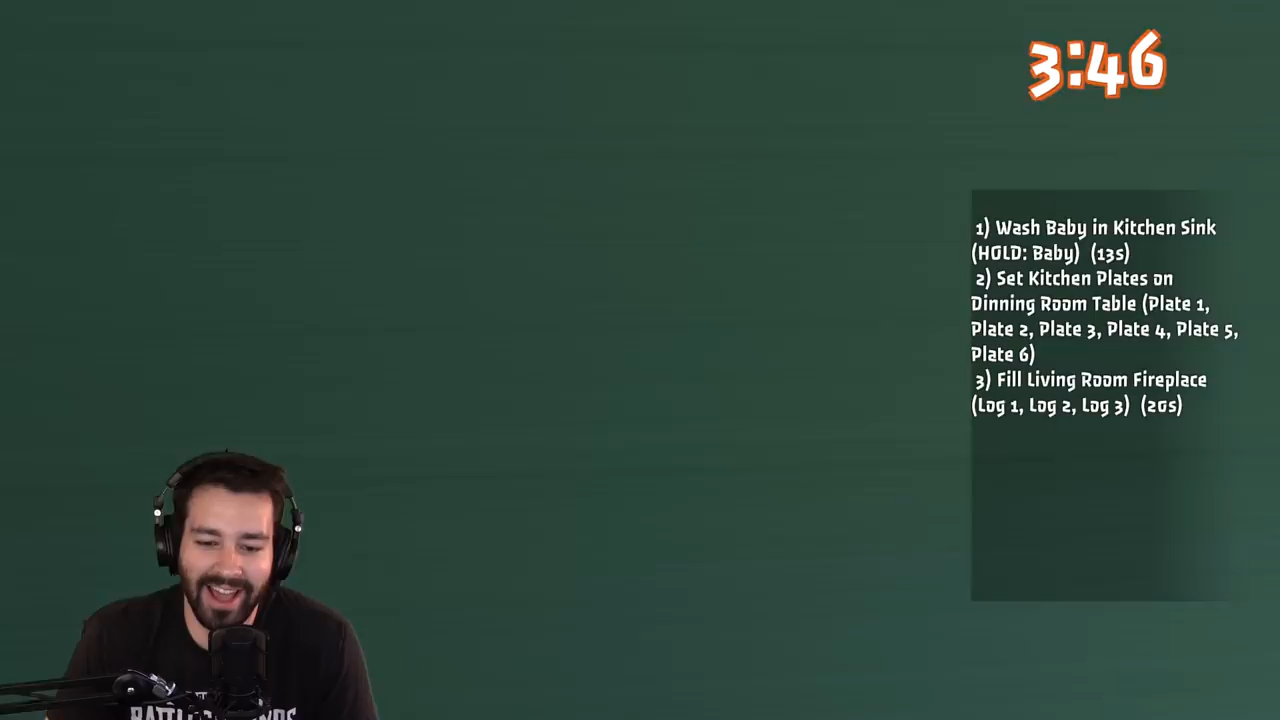 3:46
1) Wash Baby in Kitchen Sink
(HOLD: Baby) (13s)
2) Set Kitchen Plates on
Dinning Room Table (Plate 1,
Plate 2, Plate 3, Plate 4, Plate 5,
Plate 6)
3) Fill Living Room Fireplace
(Log 1, Log 2, Log 3) (20s)